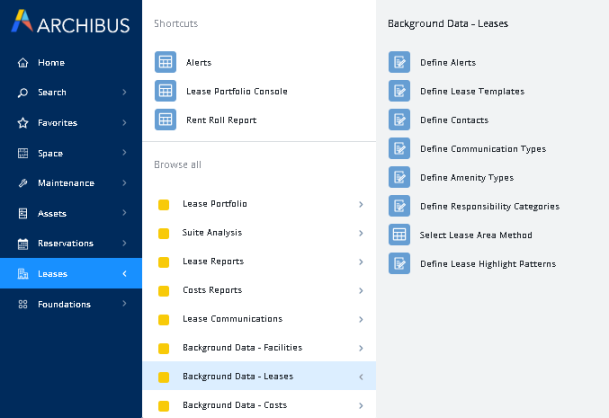 ARCHIBUS
Home
Search
Favorites
Space
Maintenance
Assets
Reservations
Leases
Foundations
Shortcuts
Alerts
Lease Portfolio Console
Rent Roll Report
Browse all
Lease Portfolio
Suite Analysis
Lease Reports
Costs Reports
Lease Communications
Background Data - Facilities
Background Data - Leases
Background Data - Costs
Background Data - Leases
Define Alerts
Define Lease Templates
Define Contacts
Define Communication Types
Define Amenity Types
Define Responsibility Categories
Select Lease Area Method
Define Lease Highlight Patterns